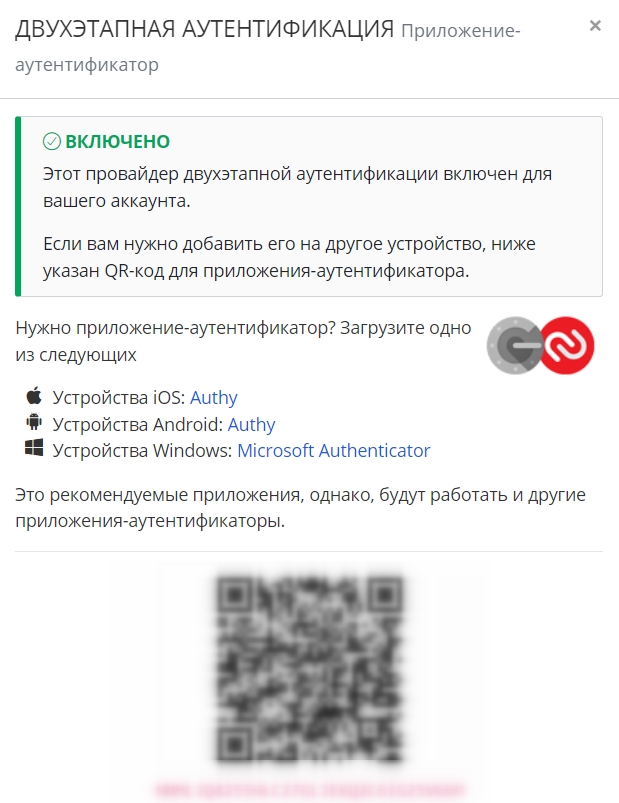 ДВУХЭТАПНАЯ АУТЕНТИФИКАЦИЯ Приложение-
аутентификатор
×
ВКЛЮЧЕНО
Этот провайдер двухэтапной аутентификации включен для
вашего аккаунта.
Если вам нужно добавить его на другое устройство, ниже
указан QR-код для приложения-аутентификатора.
Нужно приложение-аутентификатор? Загрузите одно
из следующих
Устройства iOS: Authy
Устройства Android: Authy
Устройства Windows: Microsoft Authenticator
Это рекомендуемые приложения, однако, будут работать и другие
приложения-аутентификаторы.